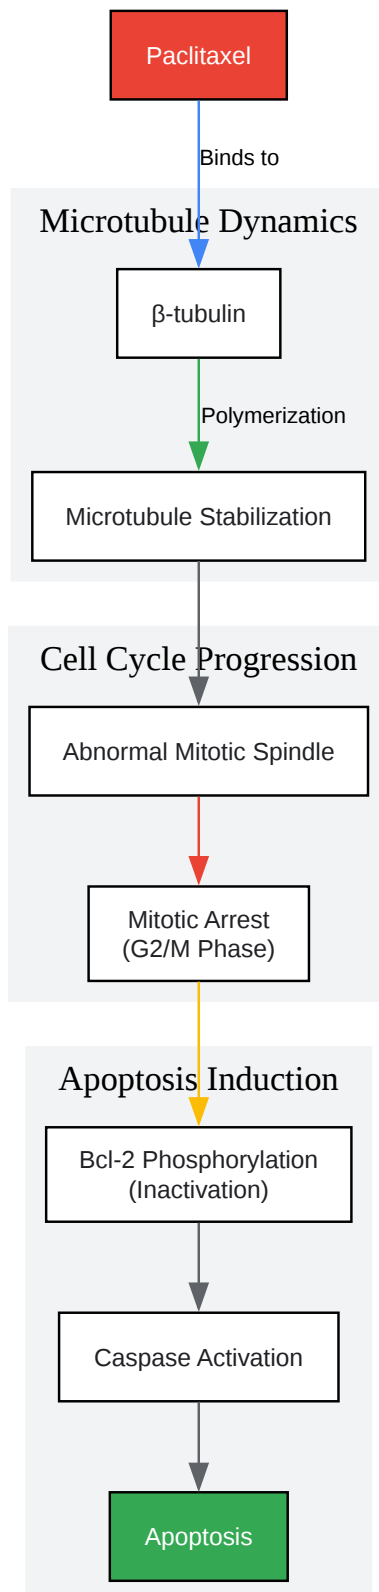 Paclitaxel
Binds to
Microtubule Dynamics
β-tubulin
Polymerization
Microtubule Stabilization
Cell Cycle Progression
Abnormal Mitotic Spindle
Mitotic Arrest
(G2/M Phase)
Apoptosis Induction
Bcl-2 Phosphorylation
(Inactivation)
Caspase Activation
Apoptosis